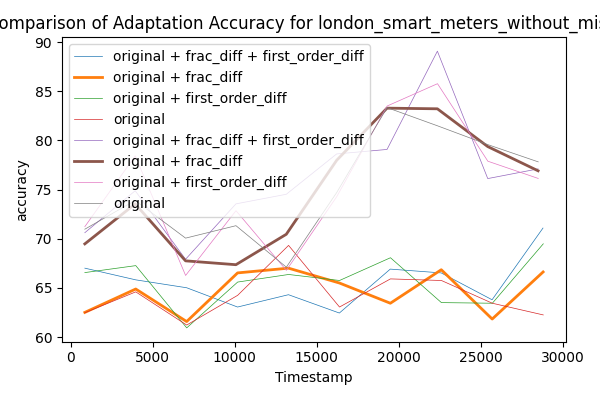 omparison of Adaptation Accuracy for london_smart_meters_without_mis
90
85
80
75
70
65
60
accuracy
original + frac_diff + first_order_diff
original + frac_diff
original + first_order_diff
original
original + frac_diff + first_order_diff
original + frac_diff
original + first_order_diff
original
0 5000 10000 15000 20000 25000 30000
Timestamp